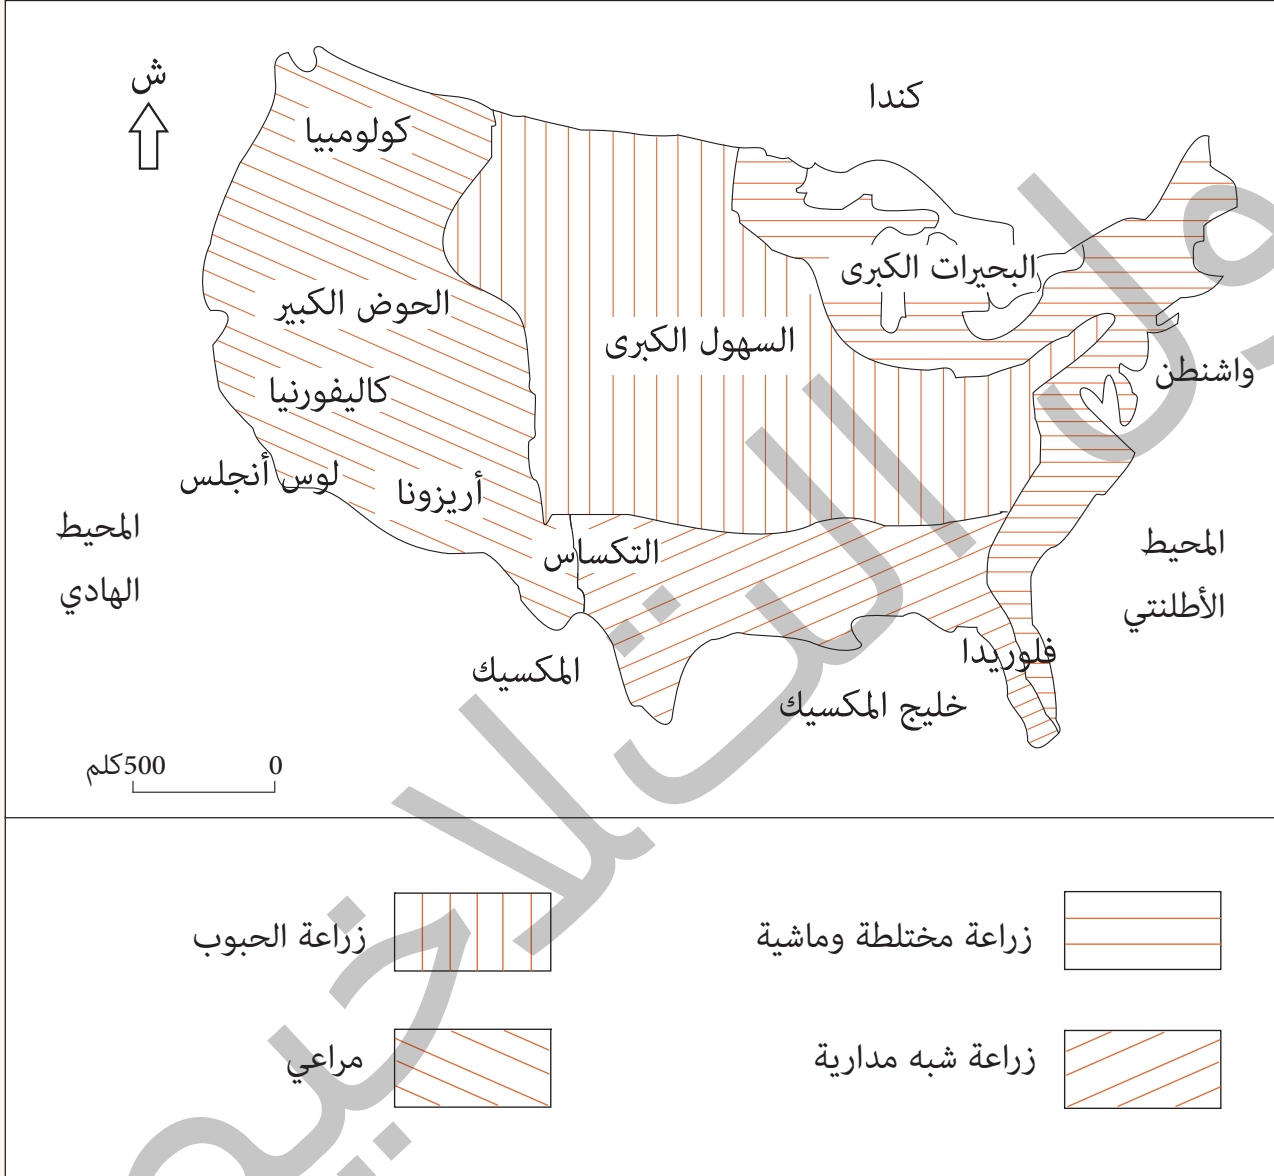 ش
كندا
كولومبيا
البحيرات الكبرى
الحوض الكبير
السهول الكبرى
واشنطن
كاليفورنيا
لوس أنجلس
أريزونا
المحيط
الهادي
التكساس
المحيط
الأطلنتي
فلوريدا
المكسيك
خليج المكسيك
500كلم 0
زراعة مختلطة وماشية
زراعة الحبوب
زراعة شبه مدارية
مراعي